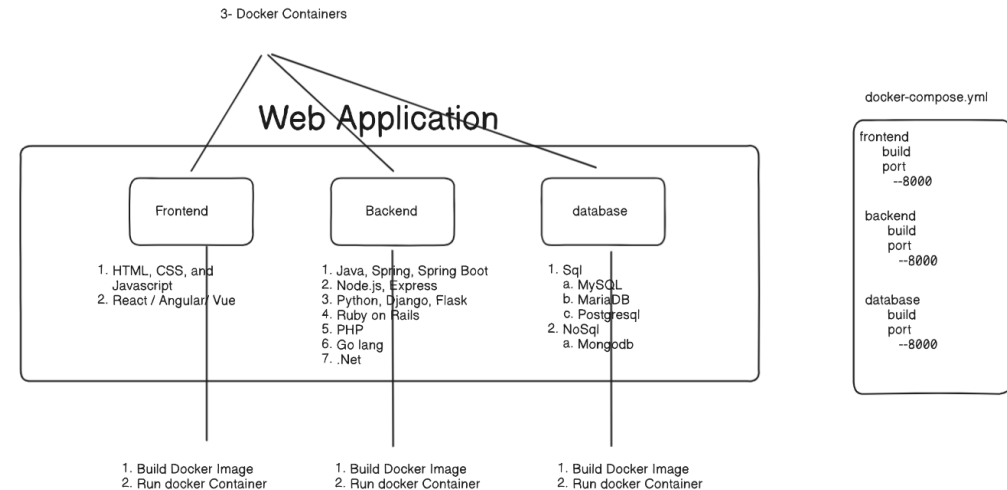 3- Docker Containers
Web Application
Frontend
1. HTML, CSS, and
Javascript
2. React / Angular/ Vue
1. Build Docker Image
2. Run docker Container
Backend
1. Java, Spring, Spring Boot
2. Node.js, Express
3. Python, Django, Flask
4. Ruby on Rails
5. PHP
6. Go lang
7. .Net
1. Build Docker Image
2. Run docker Container
database
1. Sql
a. MySQL
b. MariaDB
c. Postgresql
2. NoSql
a. Mongodb
1. Build Docker Image
2. Run docker Container
docker-compose.yml
frontend
build
port
--8000
backend
build
port
--8000
database
build
port
--8000